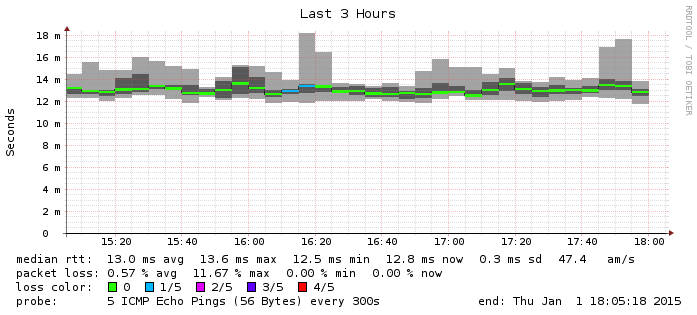 Last 3 Hours
RRDTOOL / TOBI OETIKER
Seconds
18 m
16 m
14 m
12 m
10 m
8 m
6 m
4 m
2 m
0
15:20 15:40 16:00 16:20 16:40 17:00 17:20 17:40 18:00
median rtt: 13.0 ms avg 13.6 ms max 12.5 ms min 12.8 ms now 0.3 ms sd 47.4 am/s
packet loss: 0.57 % avg 11.67 % max 0.00 % min 0.00 % now
loss color: 0 1/5 2/5 3/5 4/5
probe: 5 ICMP Echo Pings (56 Bytes) every 300s end: Thu Jan 1 18:05:18 2015